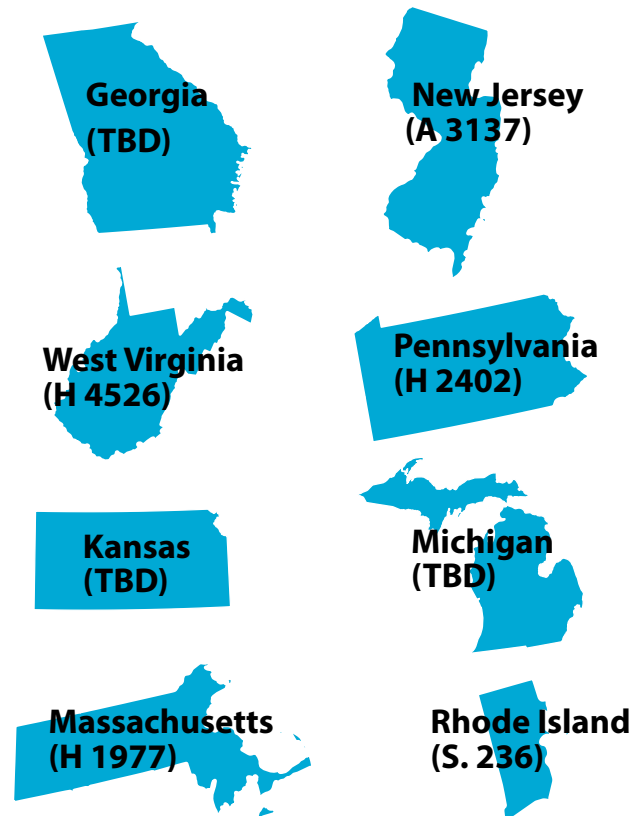 Georgia
(TBD)
New Jersey
(A 3137)
West Virginia
(H 4526)
Pennsylvania
(H 2402)
Kansas
(TBD)
Michigan
(TBD)
Massachusetts
(H 1977)
Rhode Island
(S. 236)